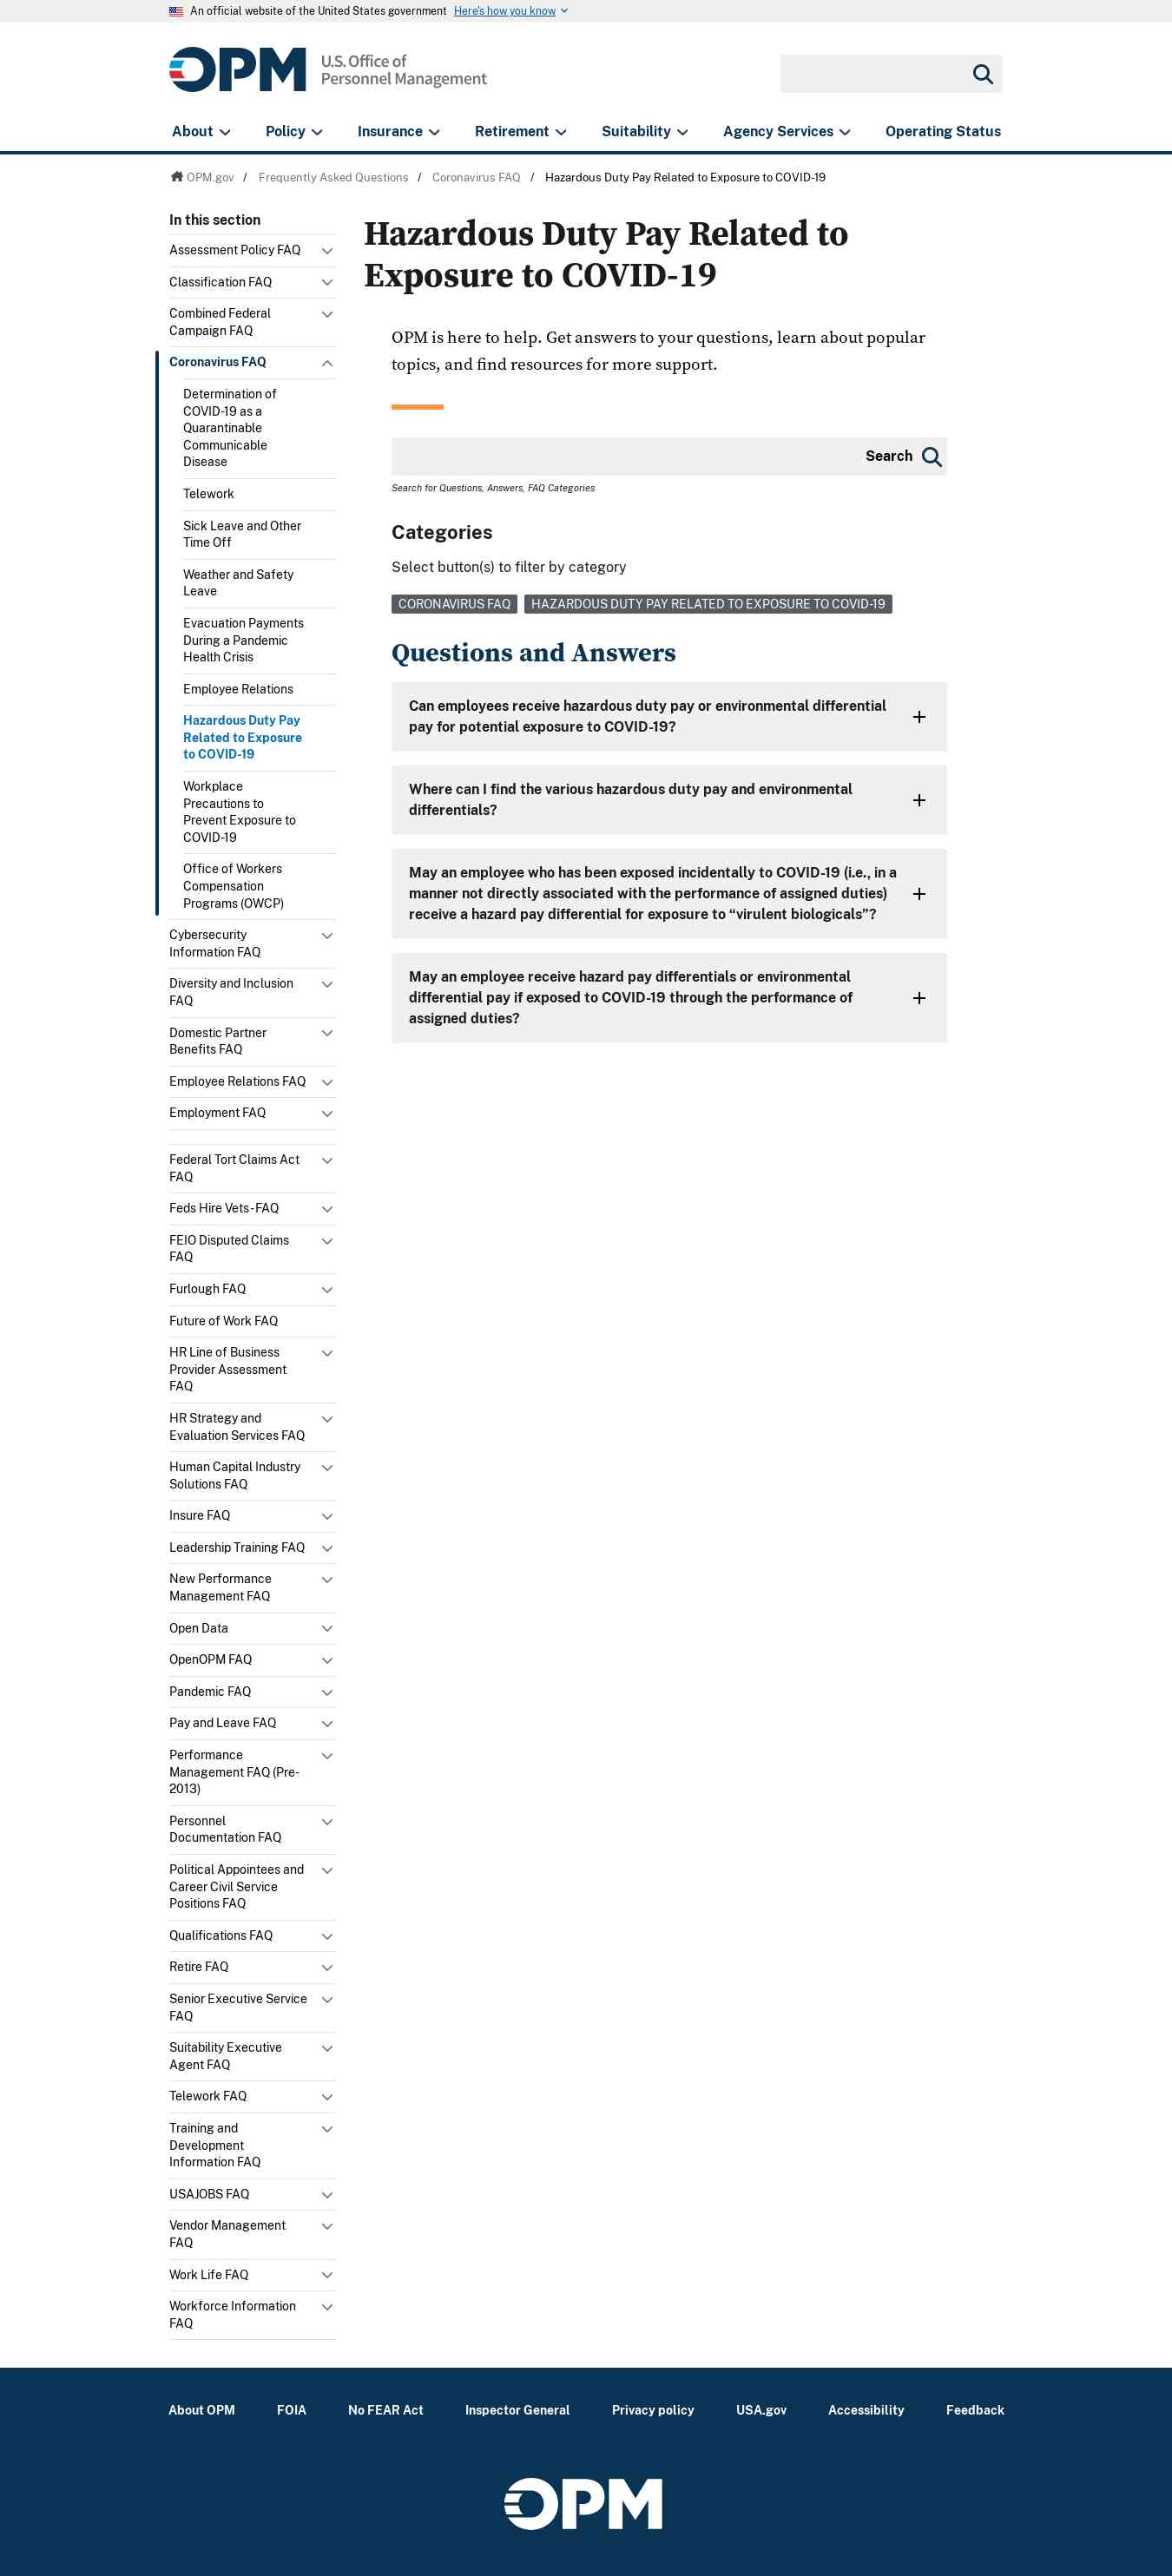 An official website of the United States government Here's how you know
OPM U.S. Office of
Personnel Management
About Policy Insurance Retirement Suitability Agency Services Operating Status
OPM.gov / Frequently Asked Questions / Coronavirus FAQ / Hazardous Duty Pay Related to Exposure to COVID-19
In this section
Assessment Policy FAQ
Classification FAQ
Combined Federal
Campaign FAQ
Coronavirus FAQ
Determination of
COVID-19 as a
Quarantinable
Communicable
Disease
Telework
Sick Leave and Other
Time Off
Weather and Safety
Leave
Evacuation Payments
During a Pandemic
Health Crisis
Employee Relations
Hazardous Duty Pay
Related to Exposure
to COVID-19
Workplace
Precautions to
Prevent Exposure to
COVID-19
Office of Workers
Compensation
Programs (OWCP)
Cybersecurity
Information FAQ
Diversity and Inclusion
FAQ
Domestic Partner
Benefits FAQ
Employee Relations FAQ
Employment FAQ
Federal Tort Claims Act
FAQ
Feds Hire Vets-FAQ
FEIO Disputed Claims
FAQ
Furlough FAQ
Future of Work FAQ
HR Line of Business
Provider Assessment
FAQ
HR Strategy and
Evaluation Services FAQ
Human Capital Industry
Solutions FAQ
Insure FAQ
Leadership Training FAQ
New Performance
Management FAQ
Open Data
OpenOPM FAQ
Pandemic FAQ
Pay and Leave FAQ
Performance
Management FAQ (Pre-
2013)
Personnel
Documentation FAQ
Political Appointees and
Career Civil Service
Positions FAQ
Qualifications FAQ
Retire FAQ
Senior Executive Service
FAQ
Suitability Executive
Agent FAQ
Telework FAQ
Training and
Development
Information FAQ
USAJOBS FAQ
Vendor Management
FAQ
Work Life FAQ
Workforce Information
FAQ
Hazardous Duty Pay Related to
Exposure to COVID-19
OPM is here to help. Get answers to your questions, learn about popular
topics, and find resources for more support.
Search
Search for Questions, Answers, FAQ Categories
Categories
Select button(s) to filter by category
CORONAVIRUS FAQ HAZARDOUS DUTY PAY RELATED TO EXPOSURE TO COVID-19
Questions and Answers
Can employees receive hazardous duty pay or environmental differential
pay for potential exposure to COVID-19?
Where can I find the various hazardous duty pay and environmental
differentials?
May an employee who has been exposed incidentally to COVID-19 (i.e., in a
manner not directly associated with the performance of assigned duties)
receive a hazard pay differential for exposure to “virulent biologicals”?
May an employee receive hazard pay differentials or environmental
differential pay if exposed to COVID-19 through the performance of
assigned duties?
About OPM FOIA No FEAR Act Inspector General Privacy policy USA.gov Accessibility Feedback
OPM